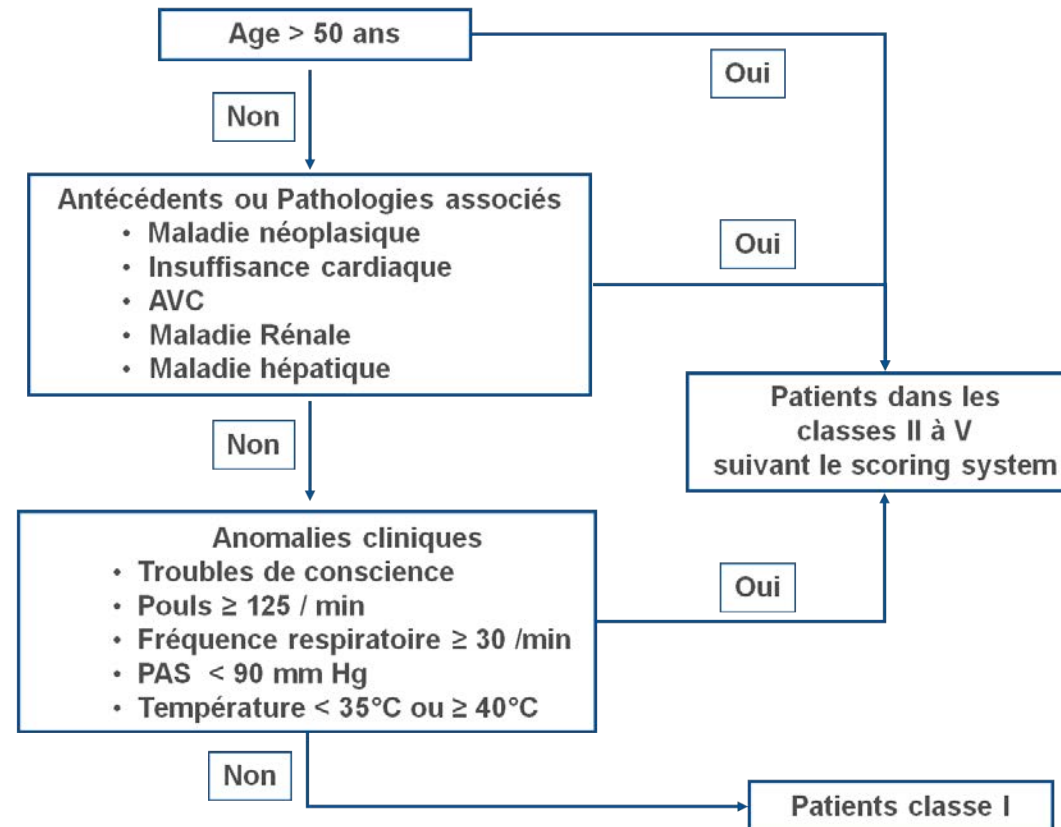 Age > 50 ans
Oui
Non
Antécédents ou Pathologies associés
• Maladie néoplasique
• Insuffisance cardiaque
• AVC
• Maladie Rénale
• Maladie hépatique
Oui
Non
Patients dans les
classes II à V
suivant le scoring system
Anomalies cliniques
• Troubles de conscience
• Pouls ≥ 125 / min
• Fréquence respiratoire ≥ 30 /min
• PAS < 90 mm Hg
• Température < 35°C ou ≥ 40°C
Oui
Non
Patients classe I